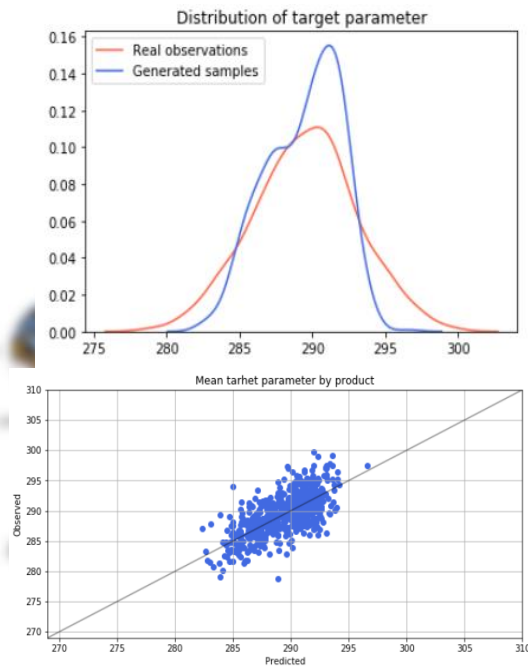 Distribution of target parameter
Real observations
Generated samples
0.16
0.14
0.12
0.10
0.08
0.06
0.04
0.02
0.00
275 280 285 290 295 300
Mean tarhet parameter by product
310
305
300
295
290
285
280
275
270
Observed
270 275 280 285 290 295 300 305 310
Predicted